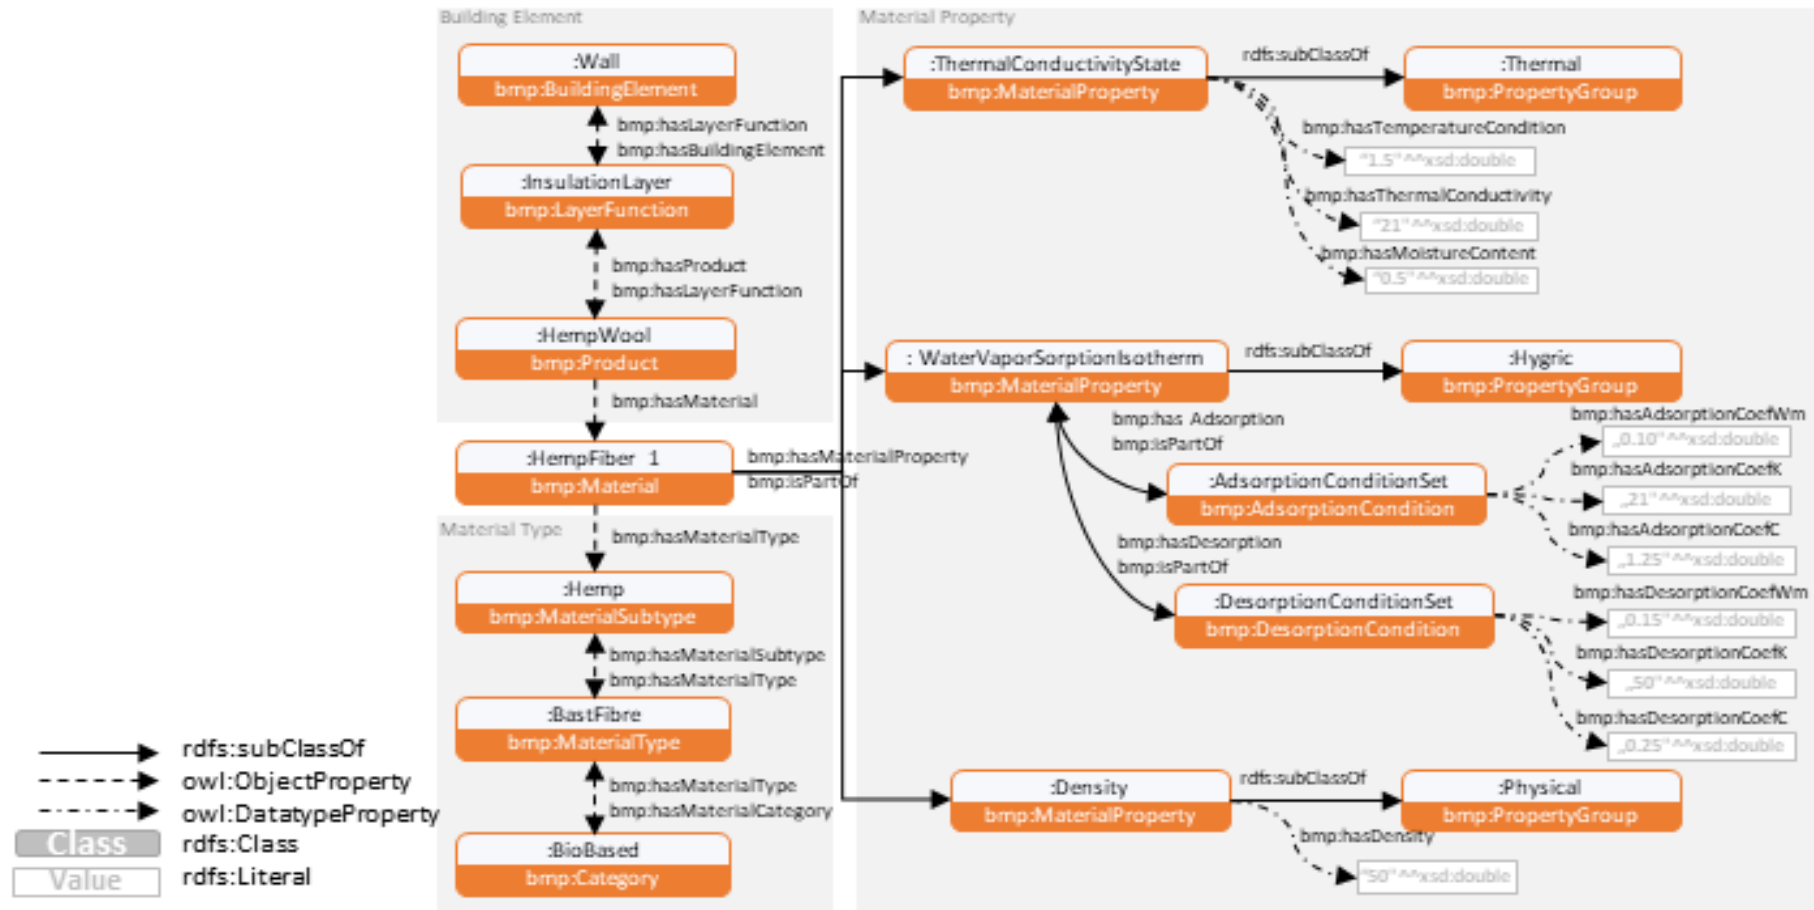 Building Element
:Wall
bmp:BuildingElement
bmp:hasLayerFunction
bmp:hasBuildingElement
:InsulationLayer
bmp:LayerFunction
bmp:hasProduct
bmp:hasLayerFunction
:HempWool
bmp:Product
bmp:hasMaterial
:HempFiber_1
bmp:Material
bmp:hasMaterialProperty
bmp:isPartOf
Material Type
bmp:hasMaterialType
:Hemp
bmp:MaterialSubtype
bmp:hasMaterialSubtype
bmp:hasMaterialType
:BastFibre
bmp:MaterialType
bmp:hasMaterialType
bmp:hasMaterialCategory
:BioBased
bmp:Category
Material Property
:ThermalConductivityState
bmp:MaterialProperty
rdfs:subClassOf
:Thermal
bmp:PropertyGroup
bmp:hasTemperatureCondition
"1.5"^^xsd:double
bmp:hasThermalConductivity
"21"^^xsd:double
bmp:hasMoistureContent
"0.5"^^xsd:double
: WaterVaporSorptionIsotherm
bmp:MaterialProperty
rdfs:subClassOf
:Hygric
bmp:PropertyGroup
bmp:has Adsorption
bmp:isPartOf
:AdsorptionConditionSet
bmp:AdsorptionCondition
bmp:hasAdsorptionCoefWm
„0.10"^^xsd:double
bmp:hasAdsorptionCoefK
„21"^^xsd:double
bmp:hasAdsorptionCoefC
„1.25"^^xsd:double
bmp:hasDesorption
bmp:isPartOf
:DesorptionConditionSet
bmp:DesorptionCondition
bmp:hasDesorptionCoefWm
„0.15"^^xsd:double
bmp:hasDesorptionCoefK
„50"^^xsd:double
bmp:hasDesorptionCoefC
„0.25"^^xsd:double
:Density
bmp:MaterialProperty
rdfs:subClassOf
:Physical
bmp:PropertyGroup
bmp:hasDensity
"50"^^xsd:double
rdfs:subClassOf
owl:ObjectProperty
owl:DatatypeProperty
Class
rdfs:Class
Value
rdfs:Literal